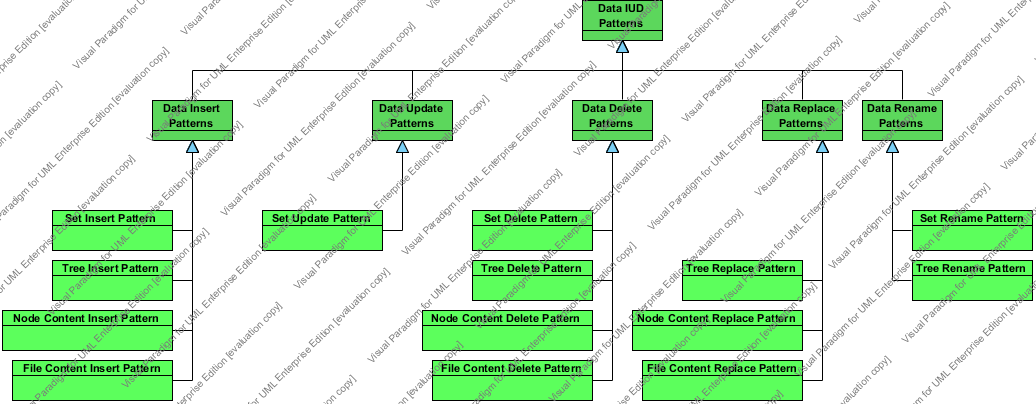 Data IUD
Patterns
Data Insert
Patterns
Data Update
Patterns
Data Delete
Patterns
Data Replace
Patterns
Data Rename
Patterns
Set Insert Pattern
Set Update Pattern
Set Delete Pattern
Set Rename Pattern
Tree Insert Pattern
Tree Delete Pattern
Tree Replace Pattern
Tree Rename Pattern
Node Content Insert Pattern
Node Content Delete Pattern
Node Content Replace Pattern
File Content Insert Pattern
File Content Delete Pattern
File Content Replace Pattern
Visual Paradigm for UML Enterprise Edition [evaluation copy]